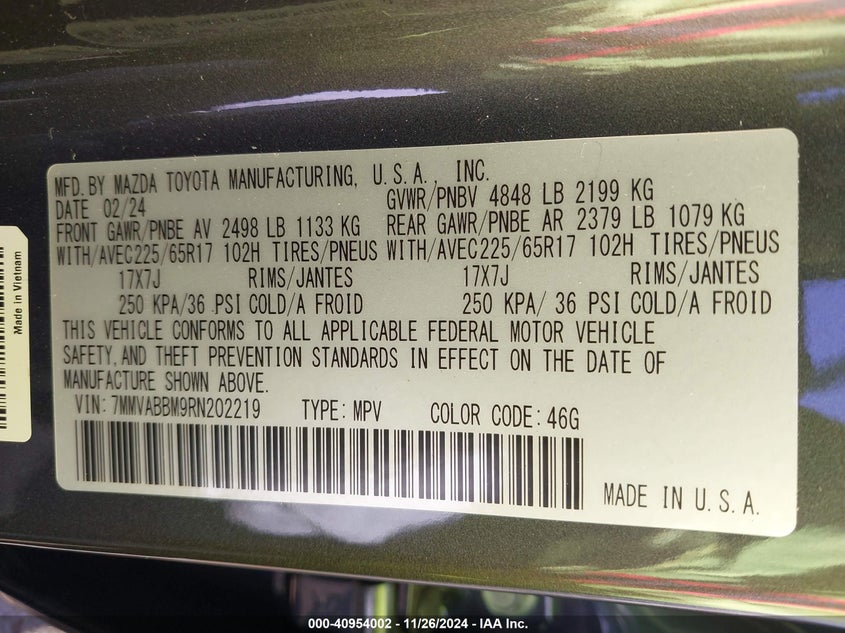 MFD. BY MAZDA TOYOTA MANUFACTURING, U.S.A., INC.
DATE 02/24 GVWR/PNBV 4848 LB 2199 KG
FRONT GAWR/PNBE AV 2498 LB 1133 KG REAR GAWR/PNBE AR 2379 LB 1079 KG
WITH/AVEC225/65R17 102H TIRES/PNEUS WITH/AVEC225/65R17 102H TIRES/PNEUS
17X7J RIMS/JANTES 17X7J RIMS/JANTES
250 KPA/36 PSI COLD/A FROID 250 KPA/ 36 PSI COLD/A FROID
THIS VEHICLE CONFORMS TO ALL APPLICABLE FEDERAL MOTOR VEHICLE
SAFETY, AND THEFT PREVENTION STANDARDS IN EFFECT ON THE DATE OF
MANUFACTURE SHOWN ABOVE.
VIN: 7MMVABBM9RN202219 TYPE: MPV COLOR CODE: 46G
MADE IN U.S.A.
Made in Vietnam
000-40954002 - 11/26/2024 - IAA Inc.